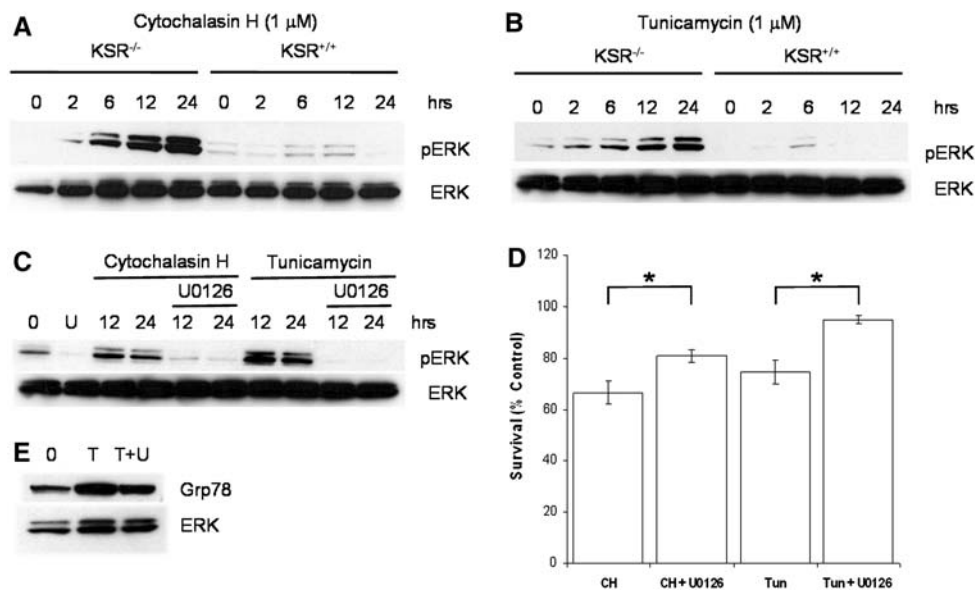 A
Cytochalasin H (1 μM)
KSR-/- KSR+/+
0 2 6 12 24 0 2 6 12 24 hrs
pERK
ERK
B
Tunicamycin (1 μM)
KSR-/- KSR+/+
0 2 6 12 24 0 2 6 12 24 hrs
pERK
ERK
C
Cytochalasin H Tunicamycin
U0126 U0126
0 U 12 24 12 24 12 24 12 24 hrs
pERK
ERK
D
Survival (% Control)
120
100
80
60
40
20
0
* *
CH CH + U0126 Tun Tun + U0126
E
0 T T+U
Grp78
ERK